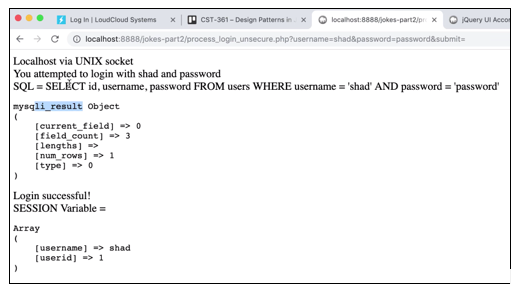 Log In | LoudCloud Systems
CST-361 – Design Patterns in
localhost:8888/jokes-part2/pro
jQuery UI Accor
localhost:8888/jokes-part2/process_login_unsecure.php?username=shad&password=password&submit=
Localhost via UNIX socket
You attempted to login with shad and password
SQL = SELECT id, username, password FROM users WHERE username = 'shad' AND password = 'password'
mysqli_result Object
(
[current_field] => 0
[field_count] => 3
[lengths] =>
[num_rows] => 1
[type] => 0
)
Login successful!
SESSION Variable =
Array
(
[username] => shad
[userid] => 1
)